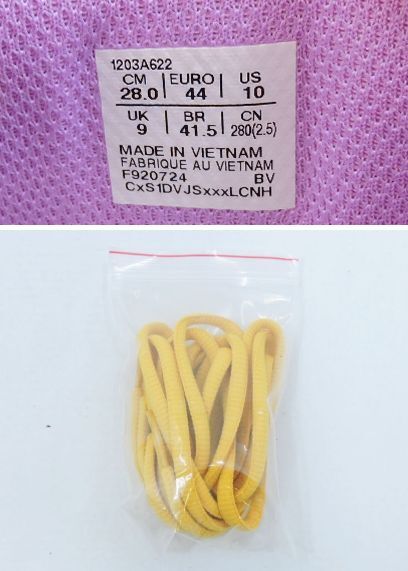 1203A622
CM EURO US
28.0 44 10
UK BR CN
9 41.5 280(2.5)
MADE IN VIETNAM
FABRIQUE AU VIETNAM
F920724 BV
CxS1DVJSxxxLCNH